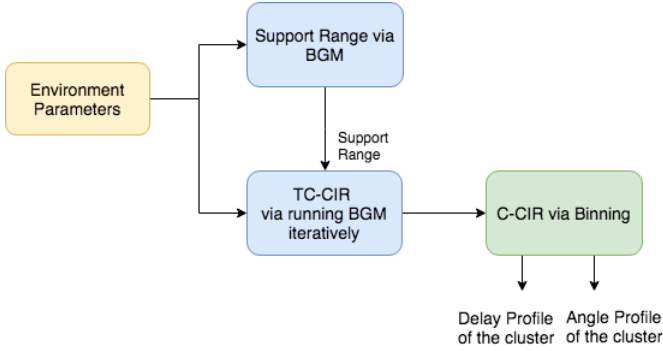 Support Range via
BGM
Environment
Parameters
Support
Range
TC-CIR
via running BGM
iteratively
C-CIR via Binning
Delay Profile
of the cluster
Angle Profile
of the cluster